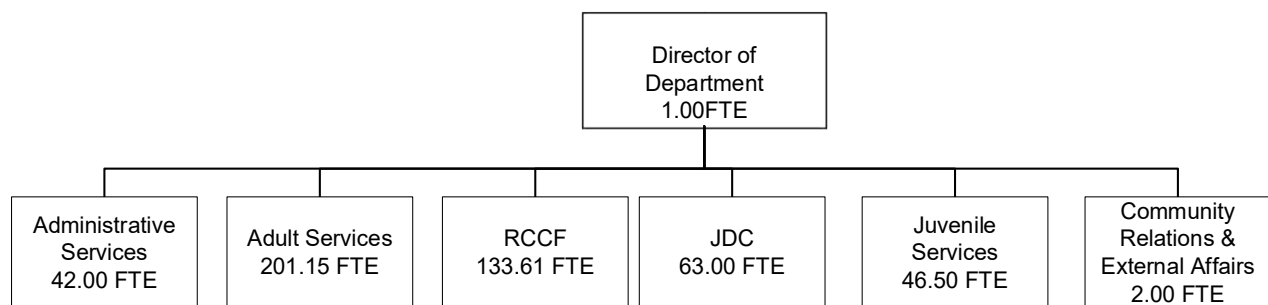 Director of
Department
1.00FTE
Administrative
Services
42.00 FTE
Adult Services
201.15 FTE
RCCF
133.61 FTE
JDC
63.00 FTE
Juvenile
Services
46.50 FTE
Community
Relations &
External Affairs
2.00 FTE